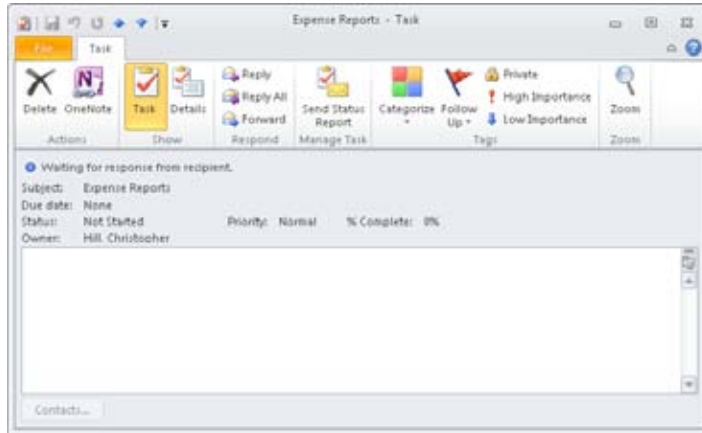 Expense Reports - Task
File Task
Delete OneNote Task Details Reply Reply All Forward Send Status Report Categorize Follow Up Private High Importance Low Importance Zoom
Actions Show Respond Manage Task Tags Zoom
Waiting for response from recipient.
Subject: Expense Reports
Due date: None
Status: Not Started Priority: Normal % Complete: 0%
Owner: Hill, Christopher
Contacts...